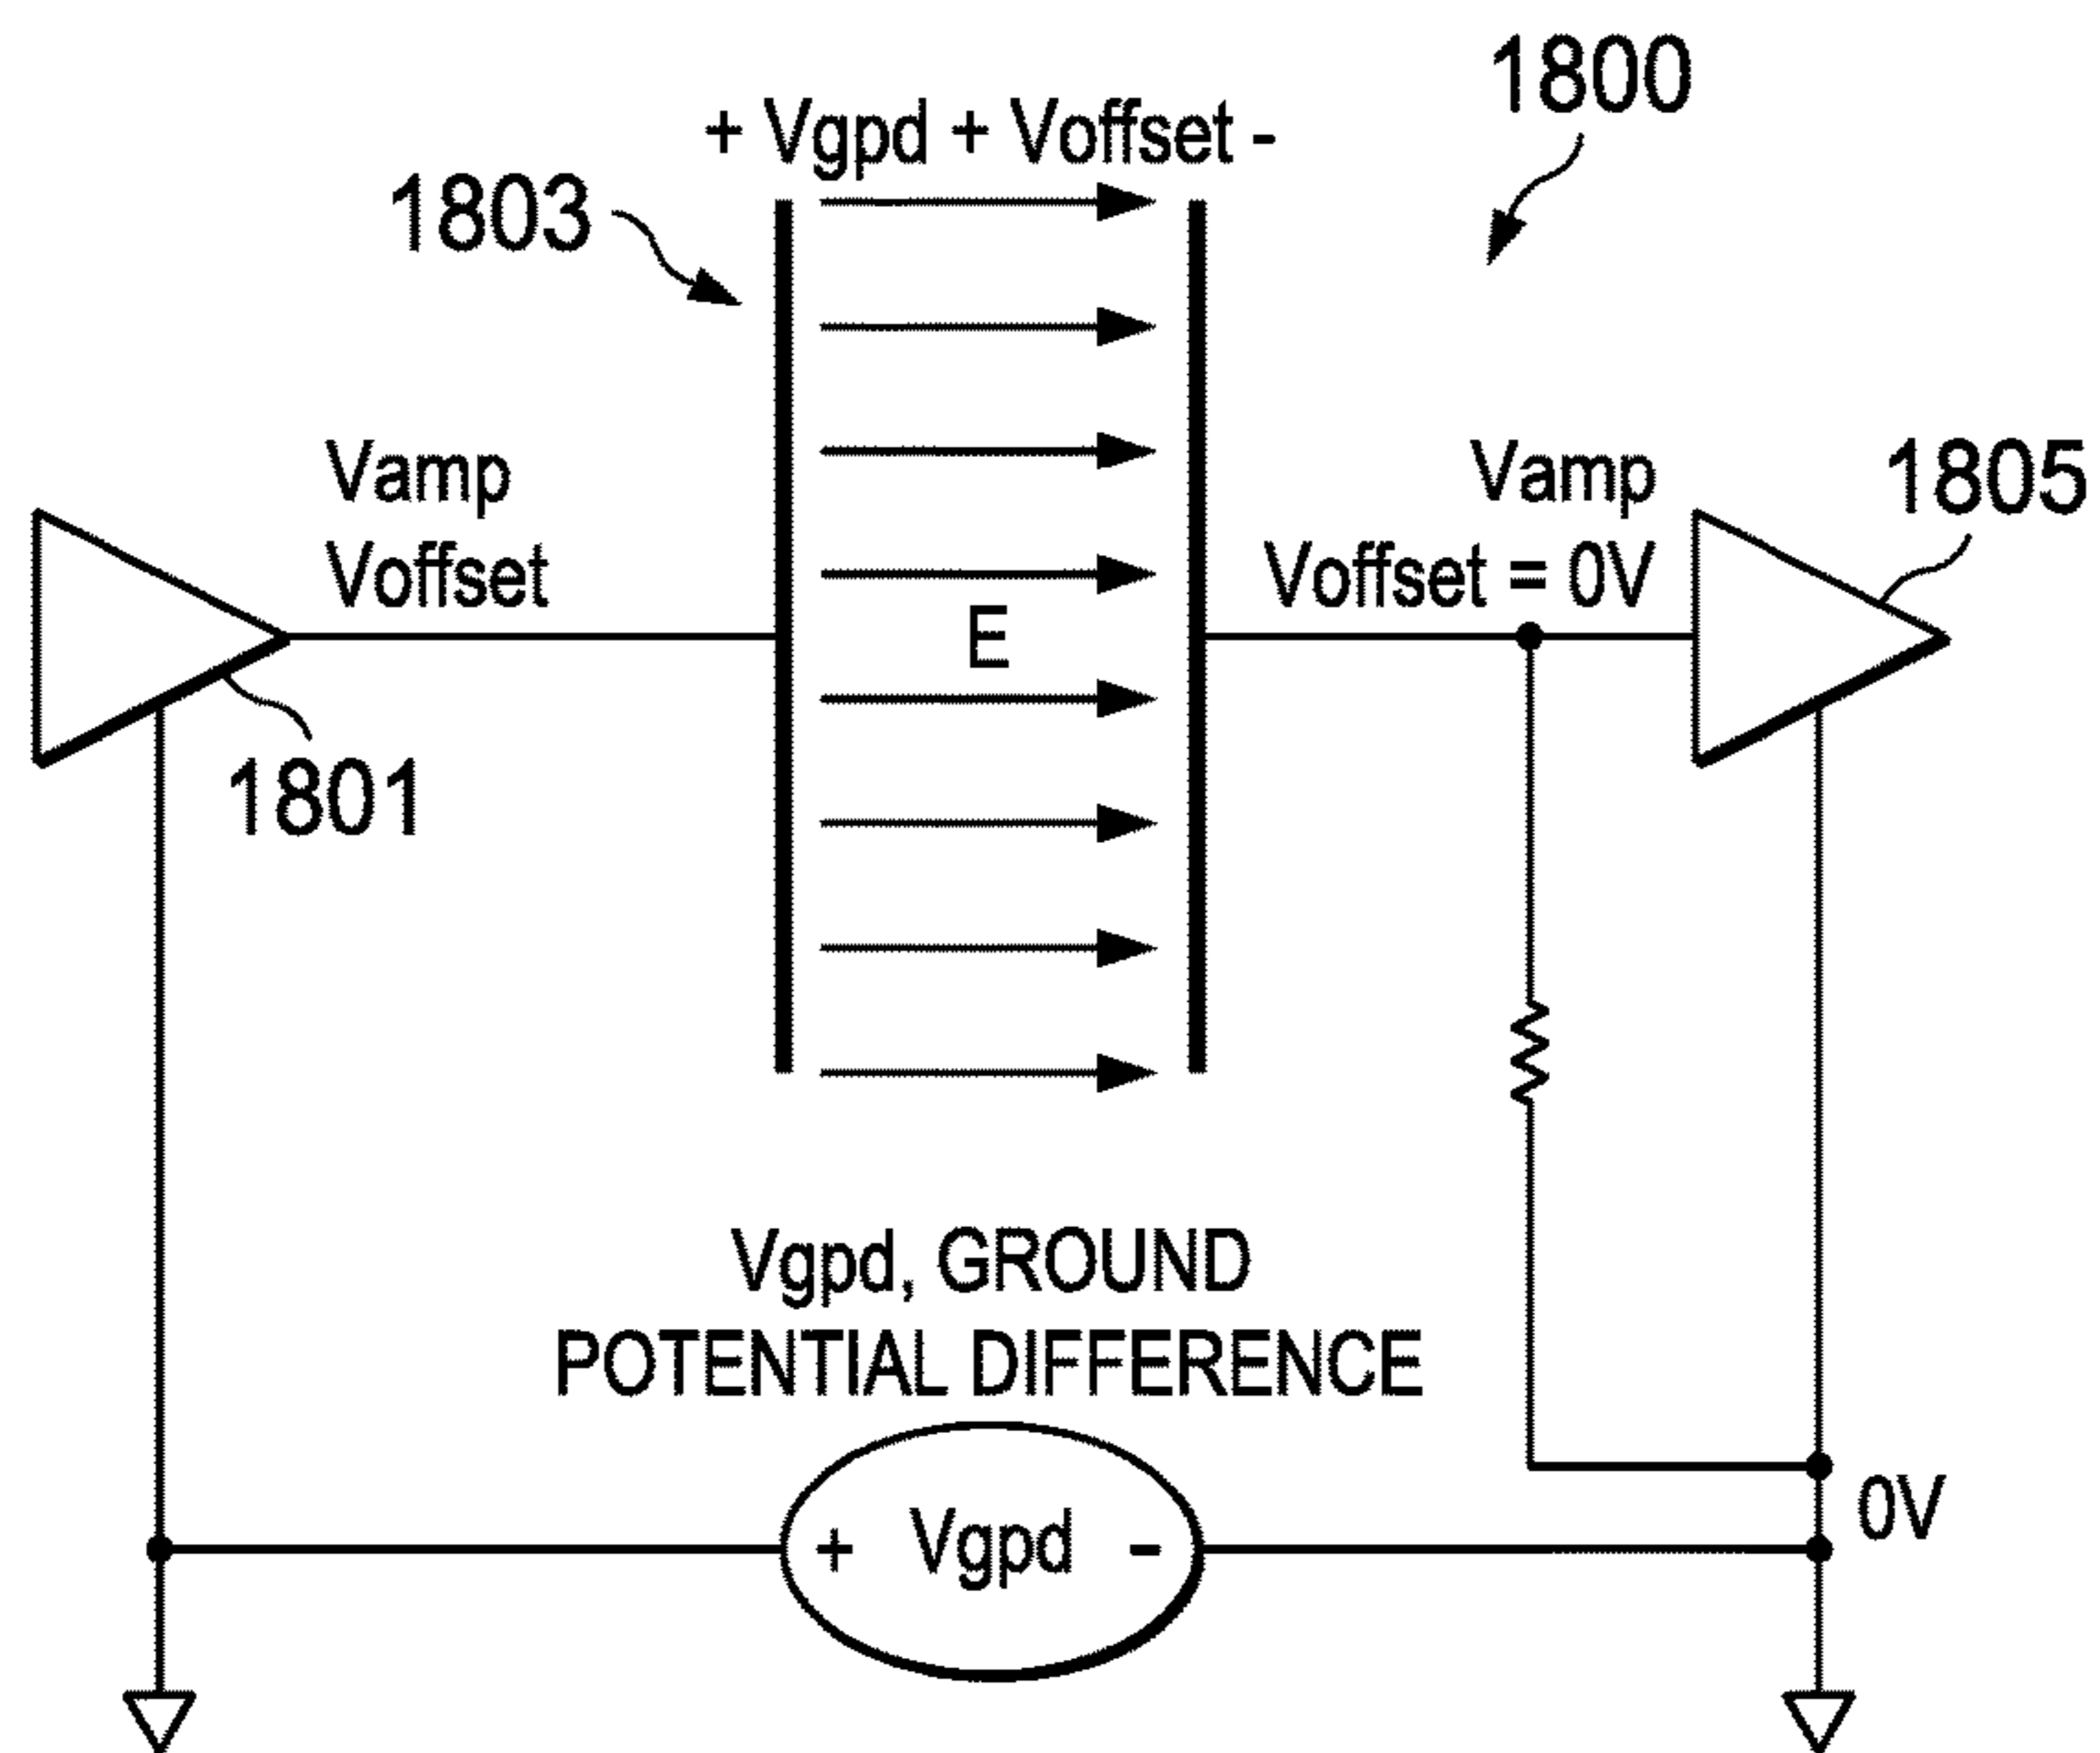 1800
+ Vgpd + Voffset -
1803
Vamp
Voffset
Vamp
Voffset = 0V
1805
E
1801
Vgpd, GROUND
POTENTIAL DIFFERENCE
+ Vgpd -
0V